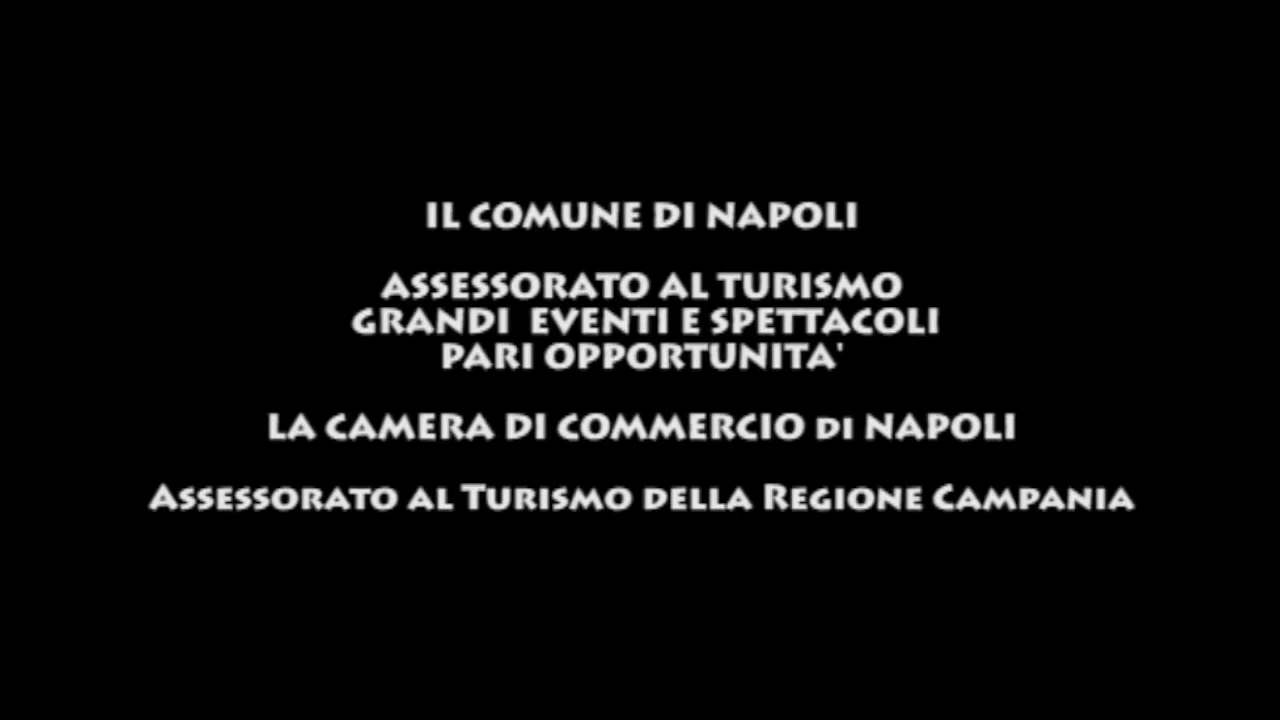 IL COMUNE DI NAPOLI
ASSESSORATO AL TURISMO
GRANDI EVENTI E SPETTACOLI
PARI OPPORTUNITA'
LA CAMERA DI COMMERCIO DI NAPOLI
ASSESSORATO AL TURISMO DELLA REGIONE CAMPANIA